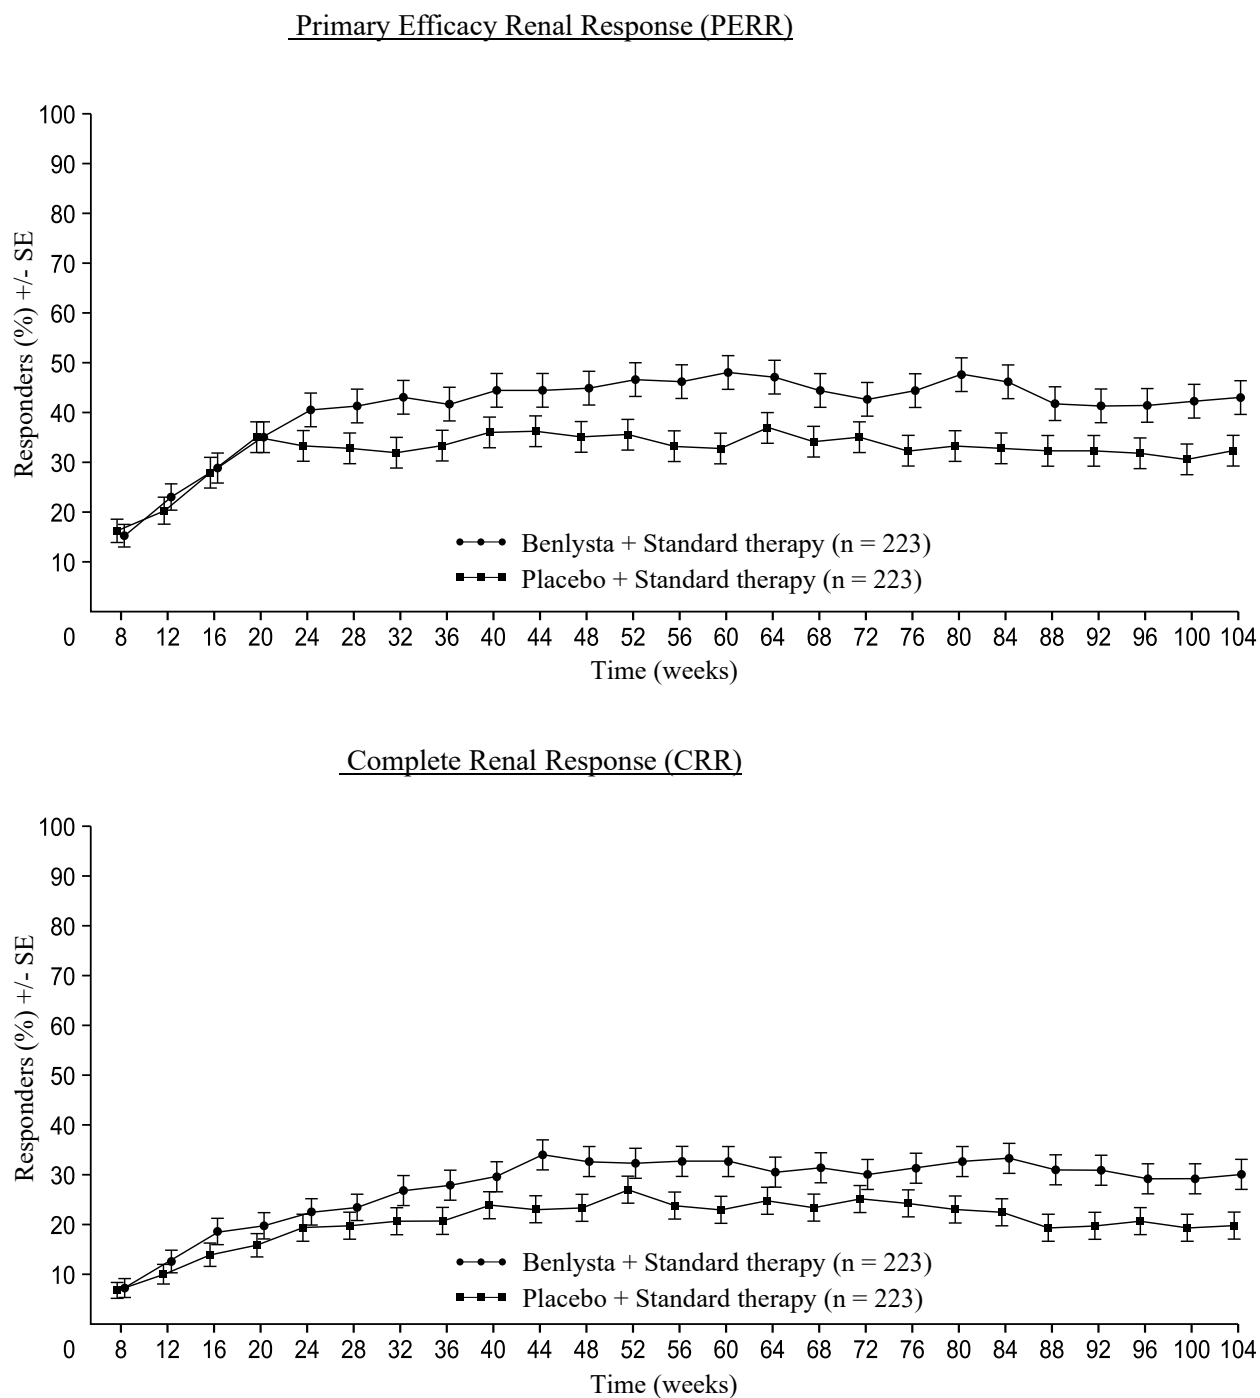 Primary Efficacy Renal Response (PERR)
100
90
80
70
60
50
40
30
20
10
0
Responders (%) +/- SE
Benlysta + Standard therapy (n = 223)
Placebo + Standard therapy (n = 223)
8 12 16 20 24 28 32 36 40 44 48 52 56 60 64 68 72 76 80 84 88 92 96 100 104
Time (weeks)
Complete Renal Response (CRR)
100
90
80
70
60
50
40
30
20
10
0
Responders (%) +/- SE
Benlysta + Standard therapy (n = 223)
Placebo + Standard therapy (n = 223)
8 12 16 20 24 28 32 36 40 44 48 52 56 60 64 68 72 76 80 84 88 92 96 100 104
Time (weeks)